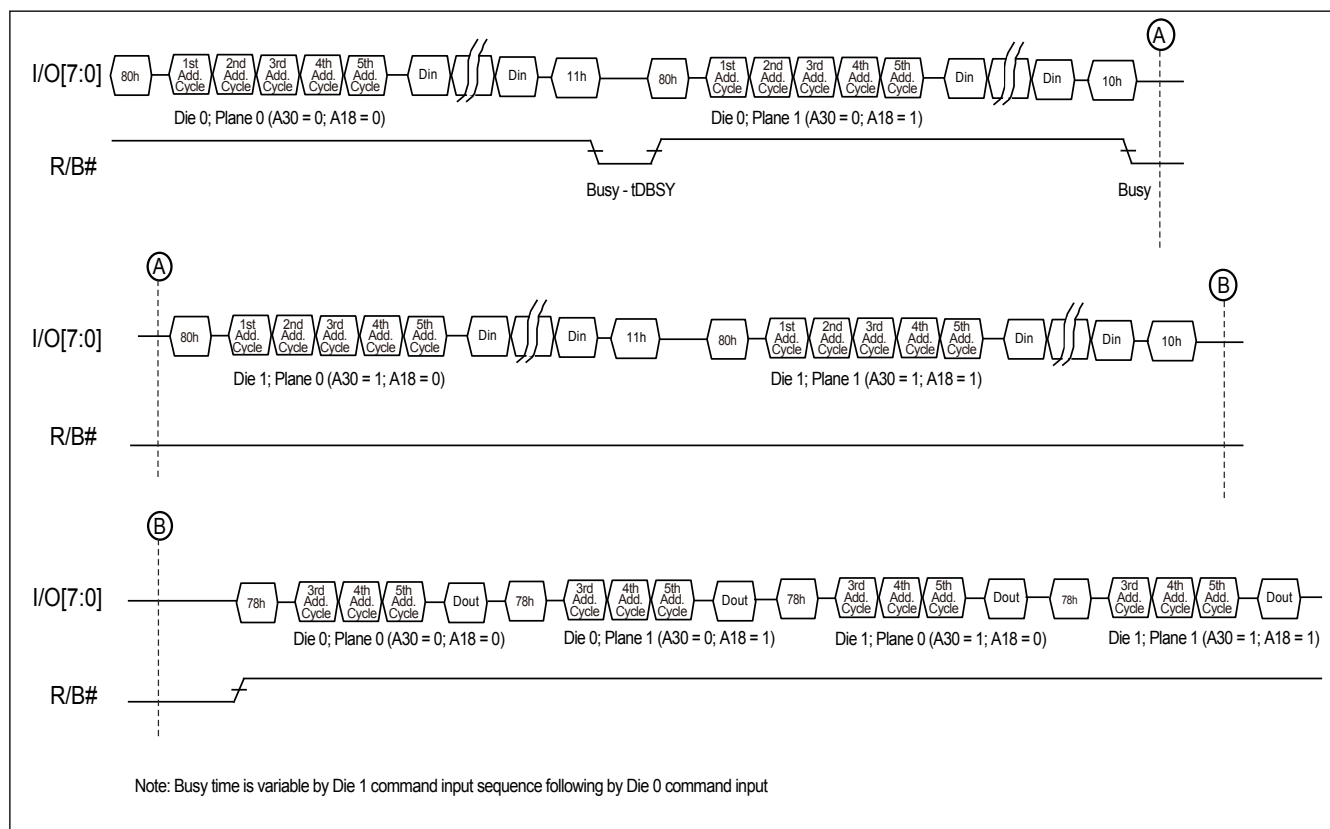 A
I/O[7:0] 80h 1st Add. Cycle 2nd Add. Cycle 3rd Add. Cycle 4th Add. Cycle 5th Add. Cycle Din Din 11h 80h 1st Add. Cycle 2nd Add. Cycle 3rd Add. Cycle 4th Add. Cycle 5th Add. Cycle Din Din 10h
Die 0; Plane 0 (A30 = 0; A18 = 0) Die 0; Plane 1 (A30 = 0; A18 = 1)
R/B#
Busy - tDBSY Busy
A B
I/O[7:0] 80h 1st Add. Cycle 2nd Add. Cycle 3rd Add. Cycle 4th Add. Cycle 5th Add. Cycle Din Din 11h 80h 1st Add. Cycle 2nd Add. Cycle 3rd Add. Cycle 4th Add. Cycle 5th Add. Cycle Din Din 10h
Die 1; Plane 0 (A30 = 1; A18 = 0) Die 1; Plane 1 (A30 = 1; A18 = 1)
R/B#
B
I/O[7:0] 78h 3rd Add. Cycle 4th Add. Cycle 5th Add. Cycle Dout 78h 3rd Add. Cycle 4th Add. Cycle 5th Add. Cycle Dout 78h 3rd Add. Cycle 4th Add. Cycle 5th Add. Cycle Dout 78h 3rd Add. Cycle 4th Add. Cycle 5th Add. Cycle Dout
Die 0; Plane 0 (A30 = 0; A18 = 0) Die 0; Plane 1 (A30 = 0; A18 = 1) Die 1; Plane 0 (A30 = 1; A18 = 0) Die 1; Plane 1 (A30 = 1; A18 = 1)
R/B#
Note: Busy time is variable by Die 1 command input sequence following by Die 0 command input